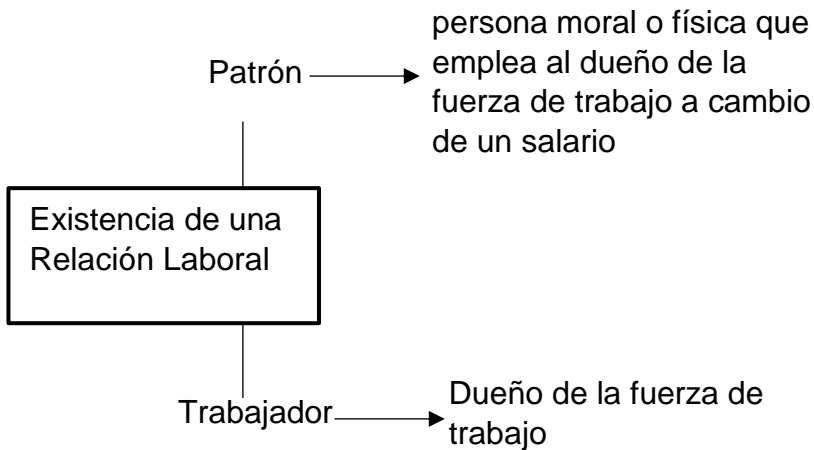 persona moral o física que
emplea al dueño de la
fuerza de trabajo a cambio
de un salario
Patrón
Existencia de una
Relación Laboral
Trabajador
Dueño de la fuerza de
trabajo